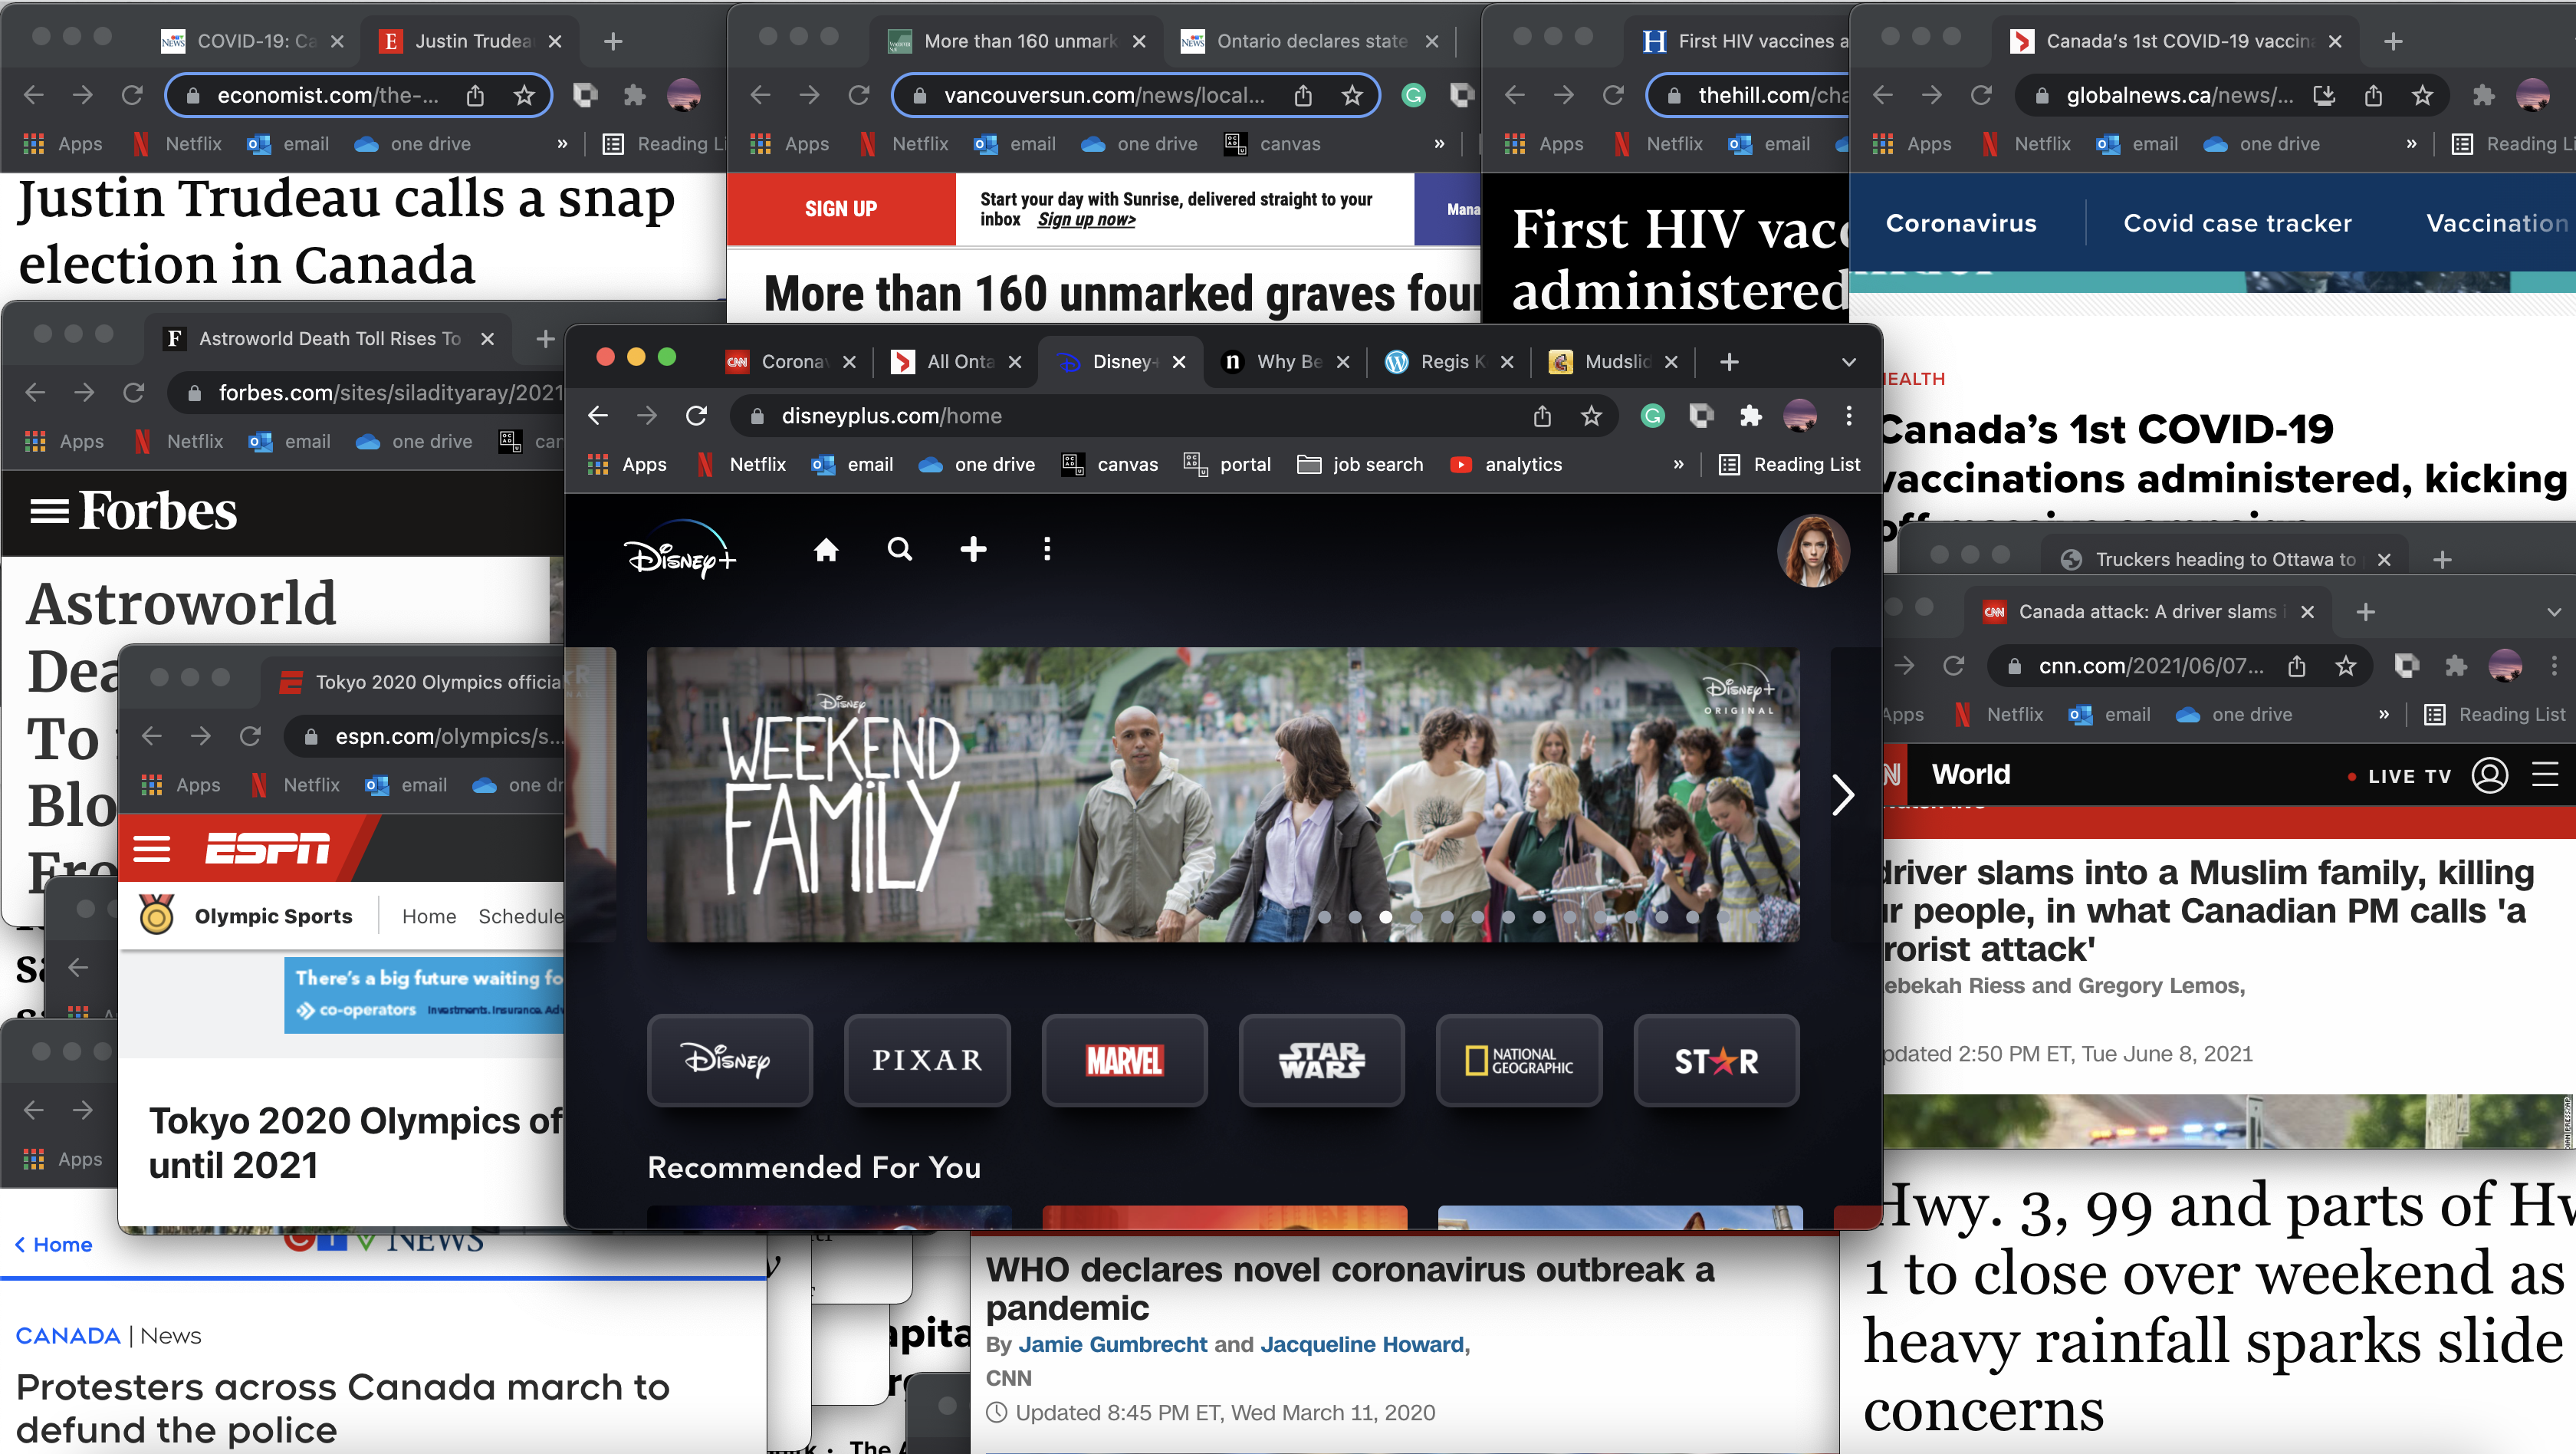 COVID-19: Ca
Justin Trudea
economist.com/the-...
Apps Netflix email one drive » Reading Li
Justin Trudeau calls a snap
election in Canada
More than 160 unmark
Ontario declares state
vancouversun.com/news/local...
Apps Netflix email one drive canvas »
SIGN UP
Start your day with Sunrise, delivered straight to your
inbox Sign up now>
Mana
More than 160 unmarked graves four
First HIV vaccines a
thehill.com/cha
Apps Netflix email
First HIV vacc
administered
Canada's 1st COVID-19 vaccin
globalnews.ca/news/...
Apps Netflix email one drive » Reading Li
Coronavirus Covid case tracker Vaccination
HEALTH
Canada's 1st COVID-19
vaccinations administered, kicking
Astroworld Death Toll Rises To
forbes.com/sites/siladityaray/2021
Apps Netflix email one drive can
Forbes
Astroworld
Dea
To
Blo
Fro
Tokyo 2020 Olympics officia
espn.com/olympics/s...
Apps Netflix email one dr
ESPN
Olympic Sports Home Schedule
There's a big future waiting fo
co-operators Investments. Insurance. Adv
Tokyo 2020 Olympics of
until 2021
Coronav
All Onta
Disney+
Why Be
Regis K
Mudslid
disneyplus.com/home
Apps Netflix email one drive canvas portal job search analytics » Reading List
Disney+
Disney
WEEKEND
FAMILY
Disney+
ORIGINAL
Disney PIXAR MARVEL STAR WARS NATIONAL GEOGRAPHIC STAR
Recommended For You
Truckers heading to Ottawa to
Canada attack: A driver slams i
cnn.com/2021/06/07...
Apps Netflix email one drive » Reading List
World LIVE TV
driver slams into a Muslim family, killing
ur people, in what Canadian PM calls 'a
rorist attack'
ebekah Riess and Gregory Lemos,
pdated 2:50 PM ET, Tue June 8, 2021
Hwy. 3, 99 and parts of Hw
1 to close over weekend as
heavy rainfall sparks slide
concerns
Apps
Home
CTV NEWS
CANADA | News
Protesters across Canada march to
defund the police
apita
WHO declares novel coronavirus outbreak a
pandemic
By Jamie Gumbrecht and Jacqueline Howard,
CNN
Updated 8:45 PM ET, Wed March 11, 2020